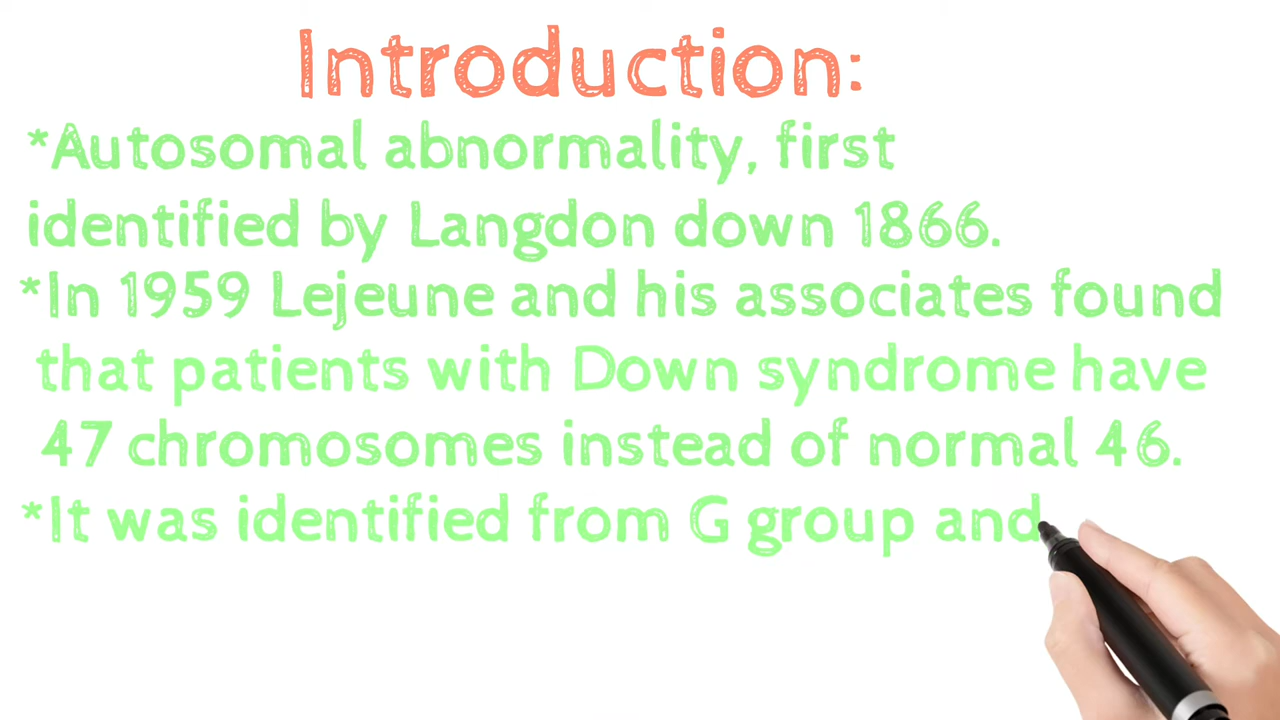 Introduction:
*Autosomal abnormality, first
identified by Langdon down 1866.
*In 1959 Lejeune and his associates found
that patients with Down syndrome have
47 chromosomes instead of normal 46.
*It was identified from G group and